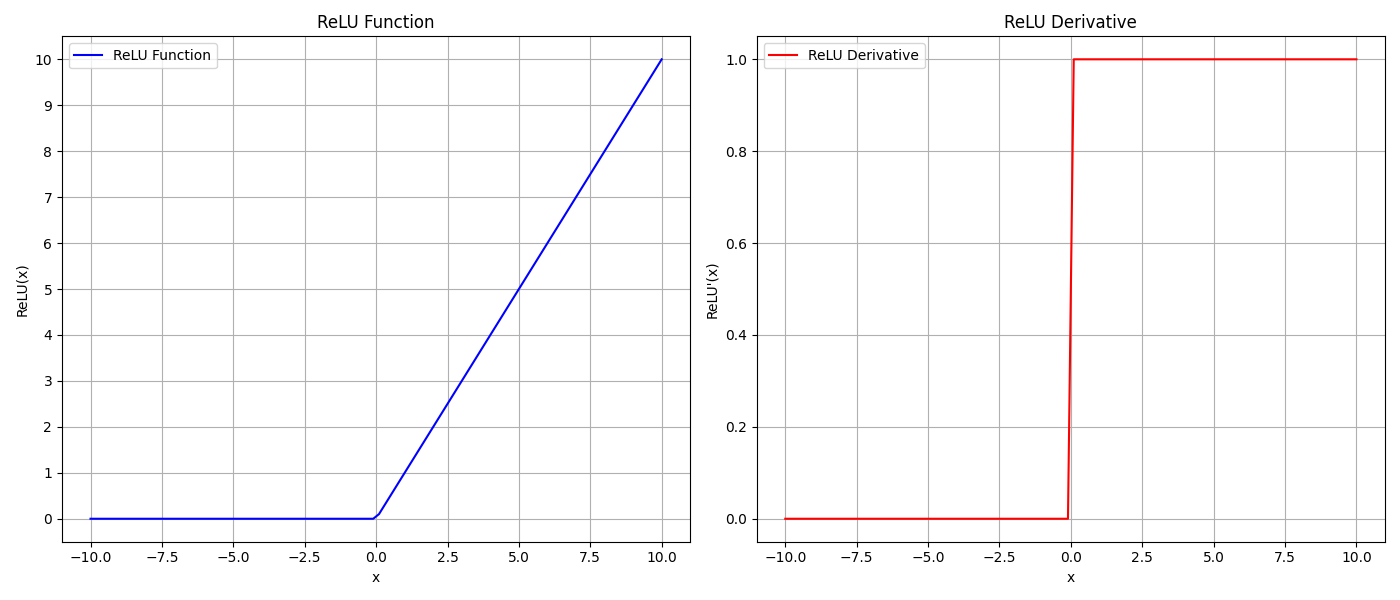 ReLU Function
ReLU Function
10
9
8
7
6
5
4
3
2
1
0
ReLU(x)
−10.0 −7.5 −5.0 −2.5 0.0 2.5 5.0 7.5 10.0
x
ReLU Derivative
ReLU Derivative
1.0
0.8
0.6
0.4
0.2
0.0
ReLU'(x)
−10.0 −7.5 −5.0 −2.5 0.0 2.5 5.0 7.5 10.0
x